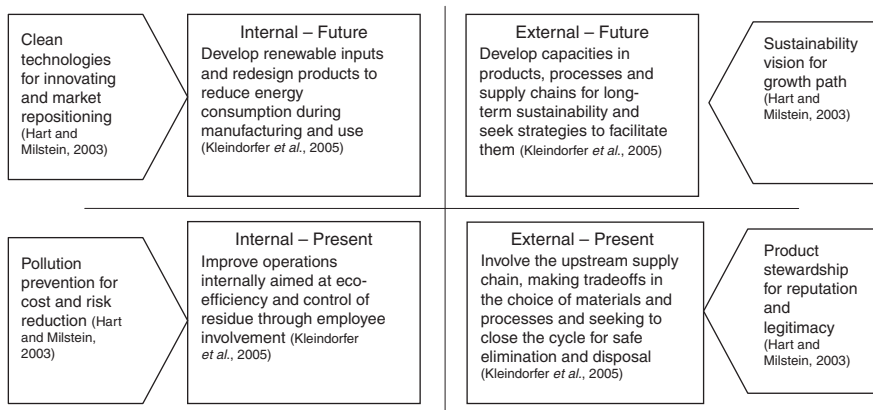 Clean
technologies
for innovating
and market
repositioning
(Hart and
Milstein, 2003)
Internal – Future
Develop renewable inputs
and redesign products to
reduce energy
consumption during
manufacturing and use
(Kleindorfer et al., 2005)
External – Future
Develop capacities in
products, processes and
supply chains for long-
term sustainability and
seek strategies to facilitate
them (Kleindorfer et al., 2005)
Sustainability
vision for
growth path
(Hart and
Milstein, 2003)
Pollution
prevention for
cost and risk
reduction (Hart
and Milstein,
2003)
Internal – Present
Improve operations
internally aimed at eco-
efficiency and control of
residue through employee
involvement (Kleindorfer
et al., 2005)
External – Present
Involve the upstream supply
chain, making tradeoffs in
the choice of materials and
processes and seeking to
close the cycle for safe
elimination and disposal
(Kleindorfer et al., 2005)
Product
stewardship
for reputation
and
legitimacy
(Hart and
Milstein, 2003)